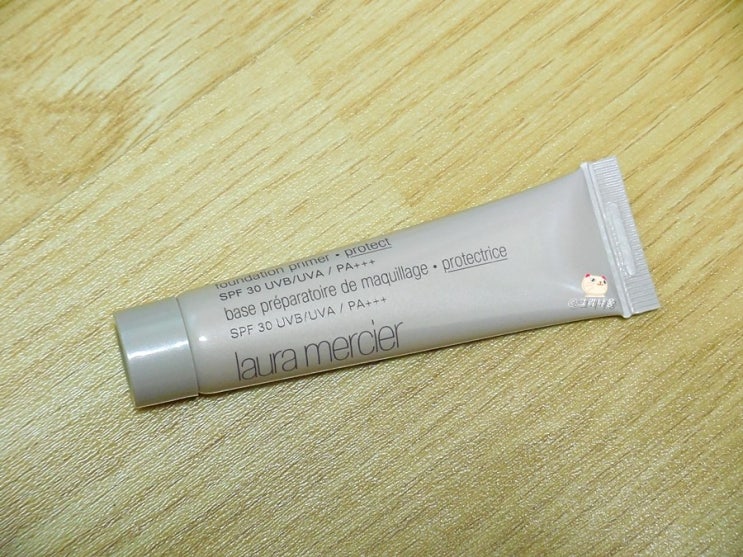 foundation primer • protect
SPF 30 UVB/UVA / PA+++
base préparatoire de maquillage • protectrice
SPF 30 UVB/UVA / PA+++
laura mercier